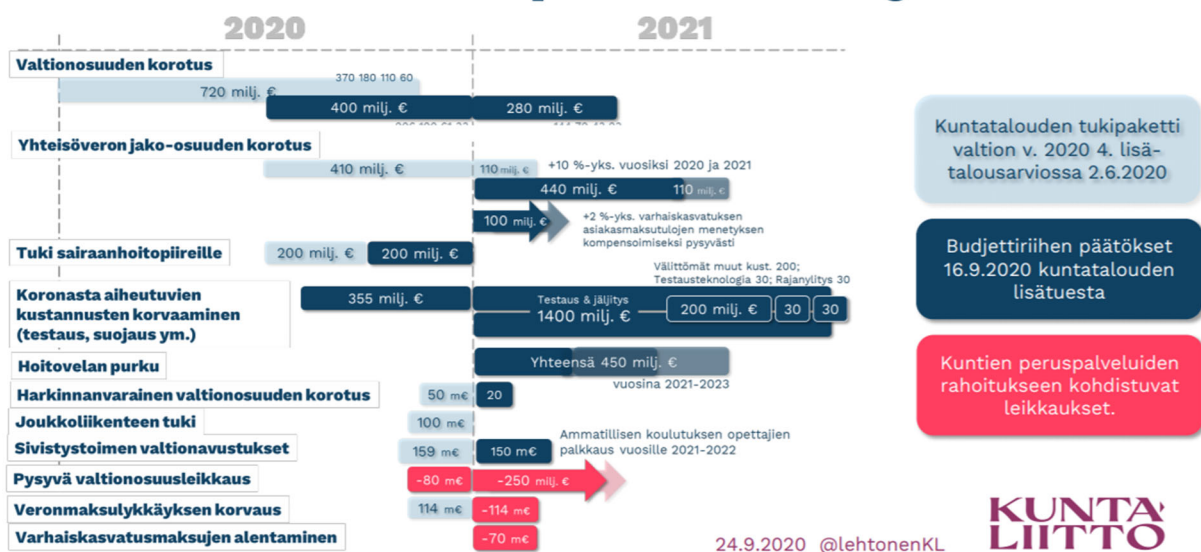 2020 2021
Valtionosuuden korotus
370 180 110 60
720 milj. €
400 milj. € 280 milj. €
Yhteisöveron jako-osuuden korotus
410 milj. € 110 milj. € +10 %-yks. vuosiksi 2020 ja 2021
440 milj. € 110 milj. €
100 milj. € +2 %-yks. varhaiskasvatuksen
asiakasmaksutulojen menetyksen
kompensoimiseksi pysyvästi
Tuki sairaanhoitopiireille
200 milj. € 200 milj. €
Välittömät muut kust. 200;
Testausteknologia 30; Rajanylitys 30
Koronasta aiheutuvien
kustannusten korvaaminen
(testaus, suojaus ym.)
355 milj. €
Testaus & jäljitys
1400 milj. € 200 milj. € 30 30
Hoitovelan purku
Yhteensä 450 milj. €
vuosina 2021-2023
Harkinnanvarainen valtionosuuden korotus
50 m€ 20
Joukkoliikenteen tuki
100 m€
Sivistystoimen valtionavustukset
159 m€ 150 m€
Ammatillisen koulutuksen opettajien
palkkaus vuosille 2021-2022
Pysyvä valtionosuusleikkaus
-80 m€ -250 milj. €
Veronmaksulykkäyksen korvaus
114 m€ -114 m€
Varhaiskasvatusmaksujen alentaminen
-70 m€
Kuntatalouden tukipaketti
valtion v. 2020 4. lisä-
talousarviossa 2.6.2020
Budjettiriihen päätökset
16.9.2020 kuntatalouden
lisätuesta
Kuntien peruspalveluiden
rahoitukseen kohdistuvat
leikkaukset.
24.9.2020 @lehtonenKL
KUNTA
LIITTO